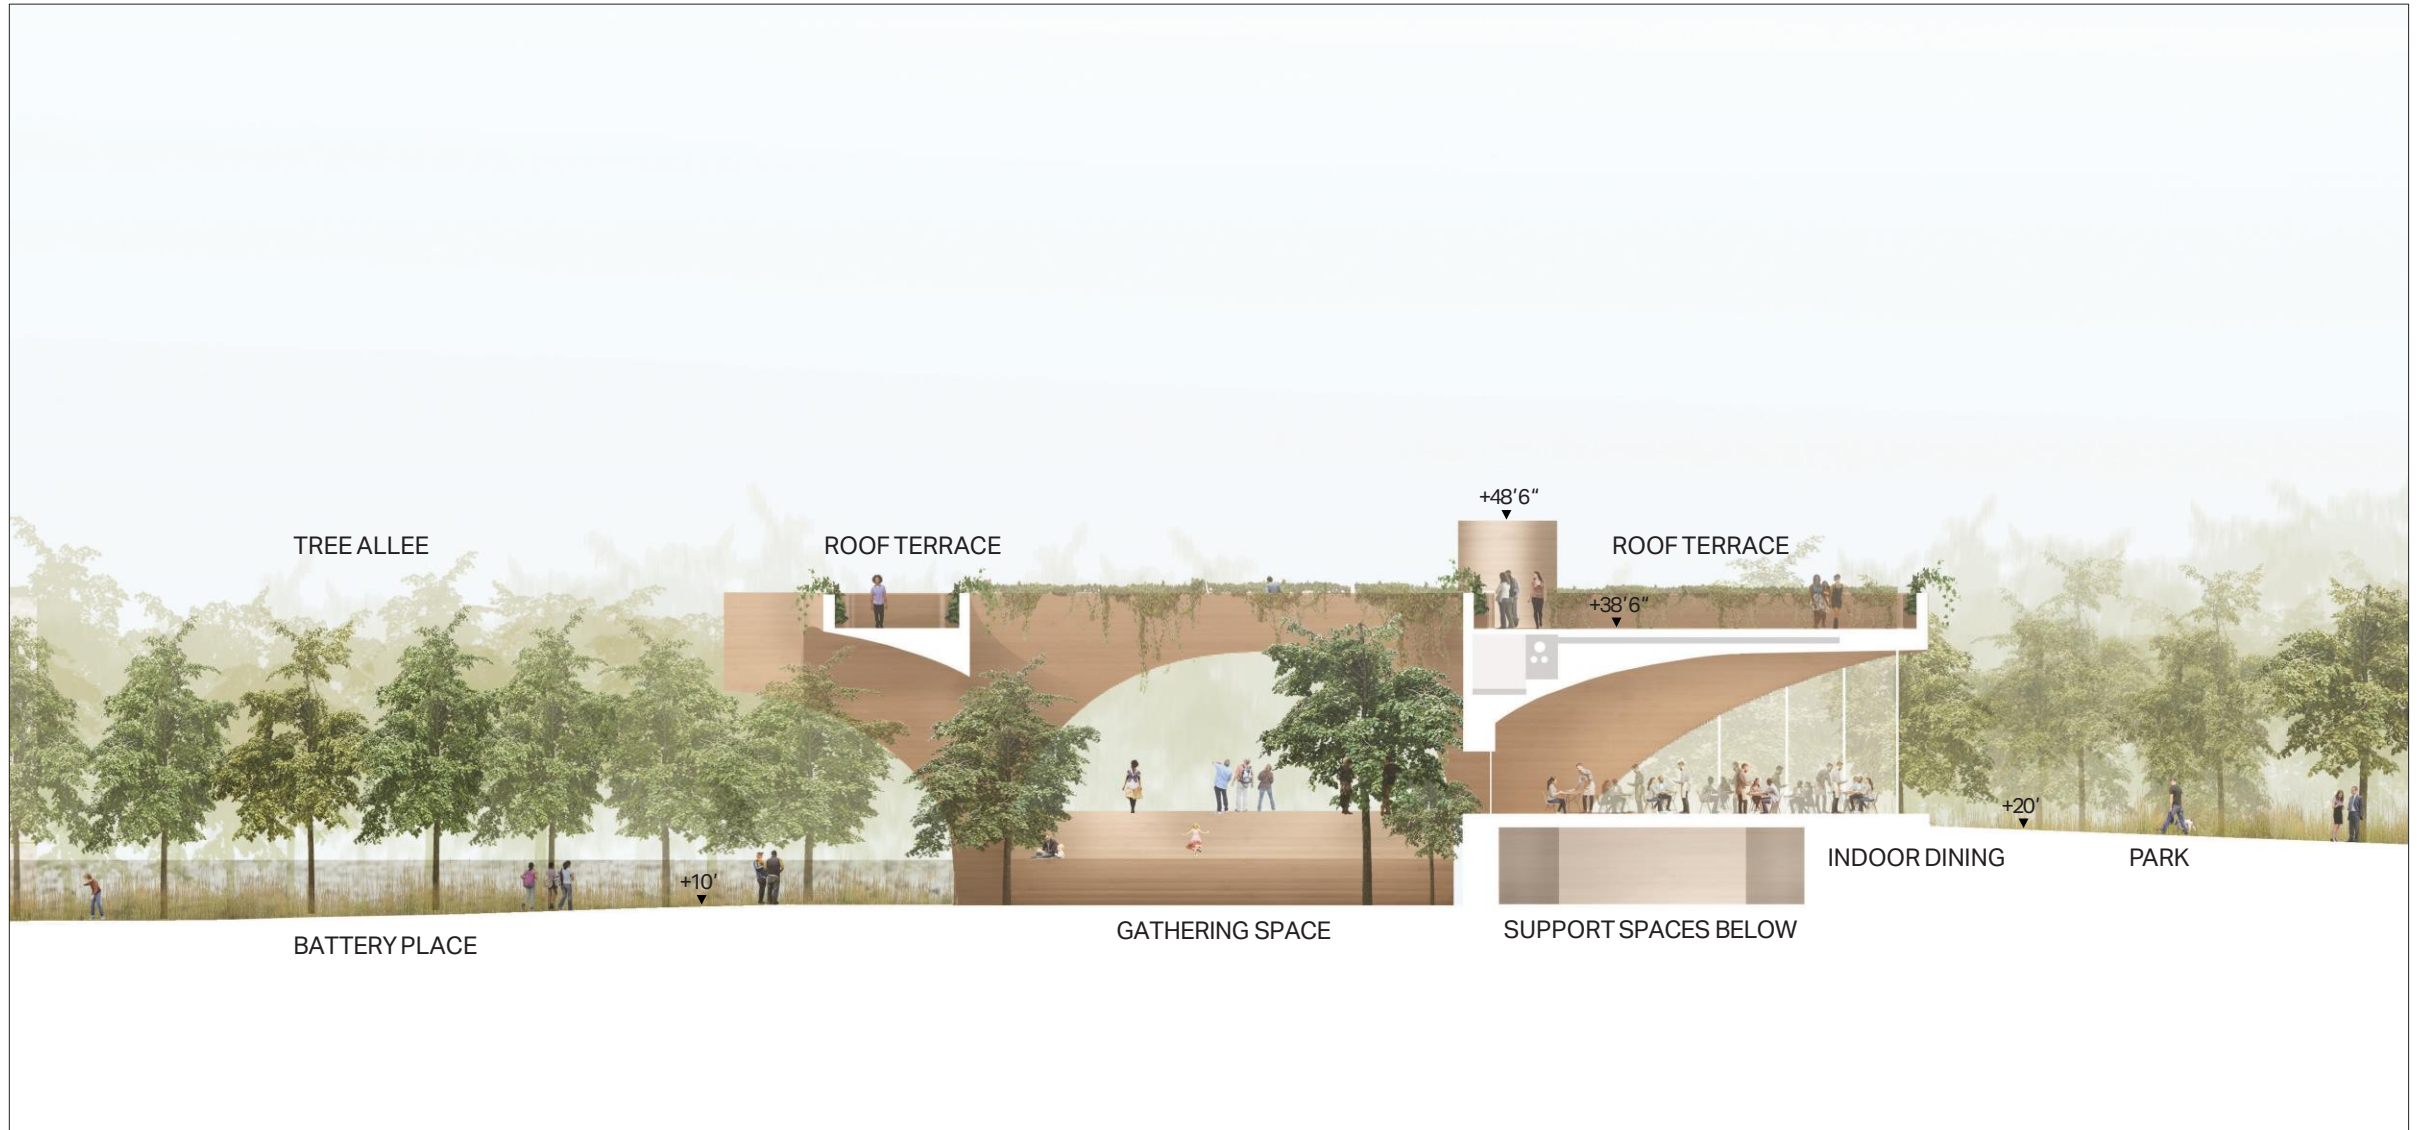 +48'6"
TREE ALLEE
ROOF TERRACE
ROOF TERRACE
+38'6"
+20'
INDOOR DINING
PARK
+10'
GATHERING SPACE
SUPPORT SPACES BELOW
BATTERY PLACE